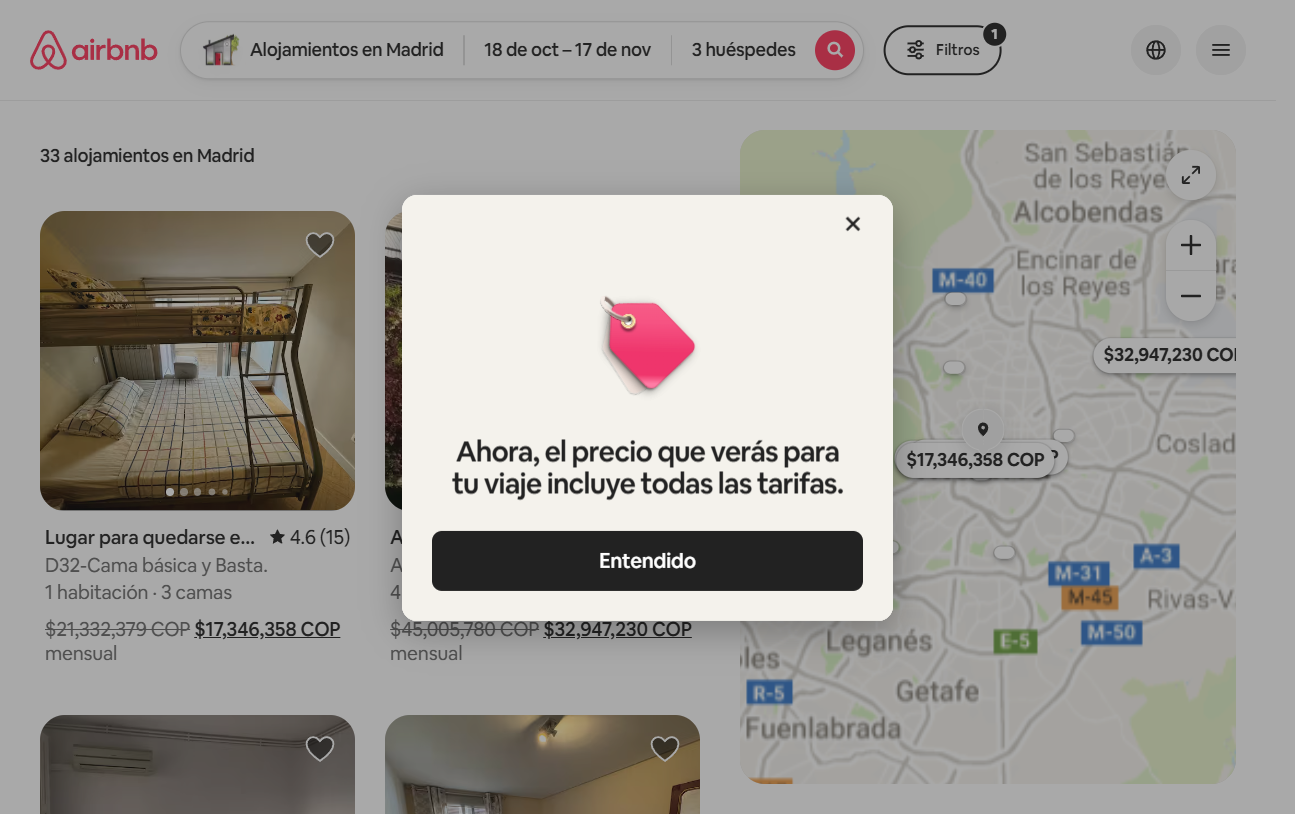 airbnb
Alojamientos en Madrid
18 de oct – 17 de nov
3 huéspedes
Filtros
1
33 alojamientos en Madrid
Ahora, el precio que verás para
tu viaje incluye todas las tarifas.
Entendido
Lugar para quedarse e... ★ 4.6 (15)
D32-Cama básica y Basta.
1 habitación · 3 camas
$21,332,379 COP $17,346,358 COP
mensual
A
A
4
$45,005,780 COP $32,947,230 COP
mensual
San Sebastián
de los Reye
Alcobendas
Encinar de
los Reyes
M-40
$32,947,230 COP
$17,346,358 COP
P
Coslad
A-3
M-31
M-45
Rivas-V
M-50
Leganés
E-5
les
R-5
Getafe
Fuenlabrada